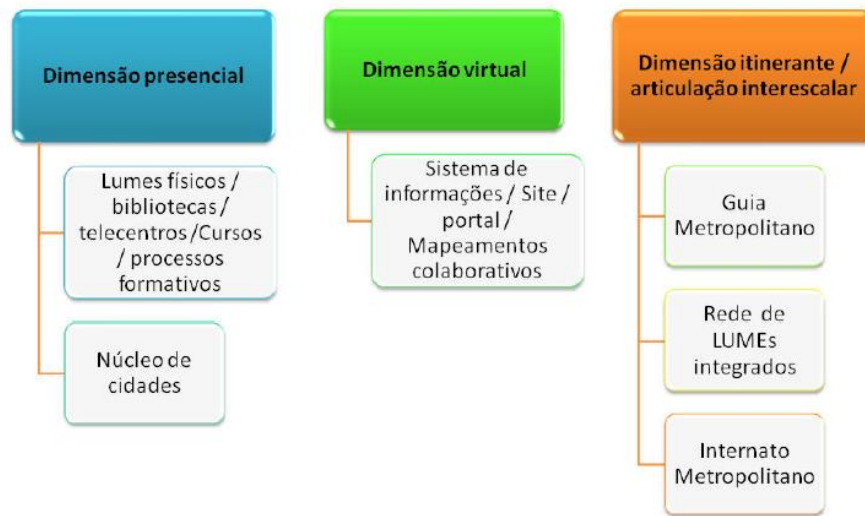 Dimensão presencial
Lumes físicos /
bibliotecas /
telecentros /Cursos
/ processos
formativos
Núcleo de
cidades
Dimensão virtual
Sistema de
informações / Site /
portal /
Mapeamentos
colaborativos
Dimensão itinerante /
articulação interescalar
Guia
Metropolitano
Rede de
LUMEs
integrados
Internato
Metropolitano